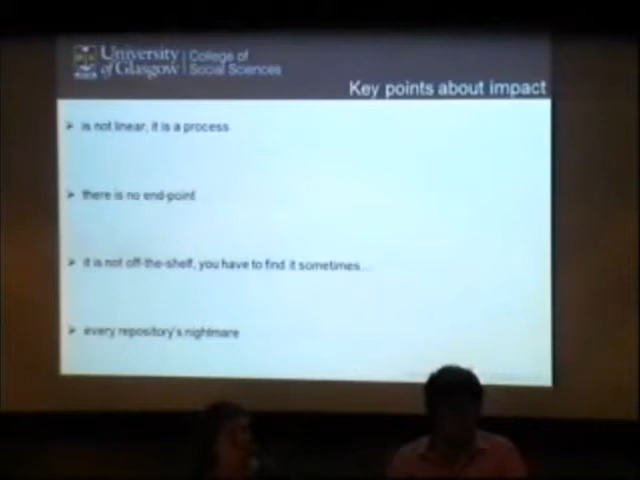 University | College of
of Glasgow | Social Sciences
Key points about impact
➢ is not linear, it is a process
➢ there is no end-point
➢ it is not off-the-shelf, you have to find it sometimes...
➢ every repository's nightmare